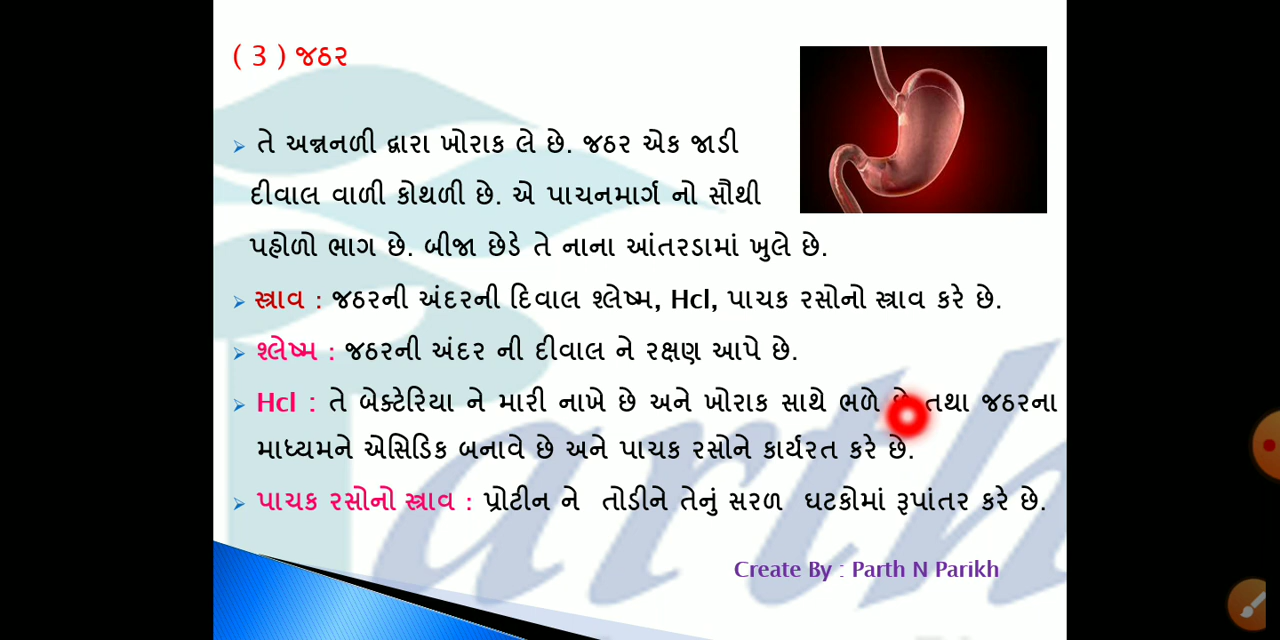 ( 3 ) જઠર
તે અન્નનળી દ્વારા ખોરાક લે છે. જઠર એક જાડી
દીવાલ વાળી કોથળી છે. એ પાચનમાર્ગ નો સૌથી
પહોળો ભાગ છે. બીજા છેડે તે નાના આંતરડામાં ખુલે છે.
સ્ત્રાવ : જઠરની અંદરની દિવાલ શ્લેષ્મ, Hcl, પાચક રસોનો સ્ત્રાવ કરે છે.
શ્લેષ્મ : જઠરની અંદર ની દીવાલ ને રક્ષણ આપે છે.
Hcl : તે બેક્ટેરિયા ને મારી નાખે છે અને ખોરાક સાથે ભળે છે તથા જઠરના
માધ્યમને એસિડિક બનાવે છે અને પાચક રસોને કાર્યરત કરે છે.
પાચક રસોનો સ્ત્રાવ : પ્રોટીન ને તોડીને તેનું સરળ ઘટકોમાં રૂપાંતર કરે છે.
Create By : Parth N Parikh